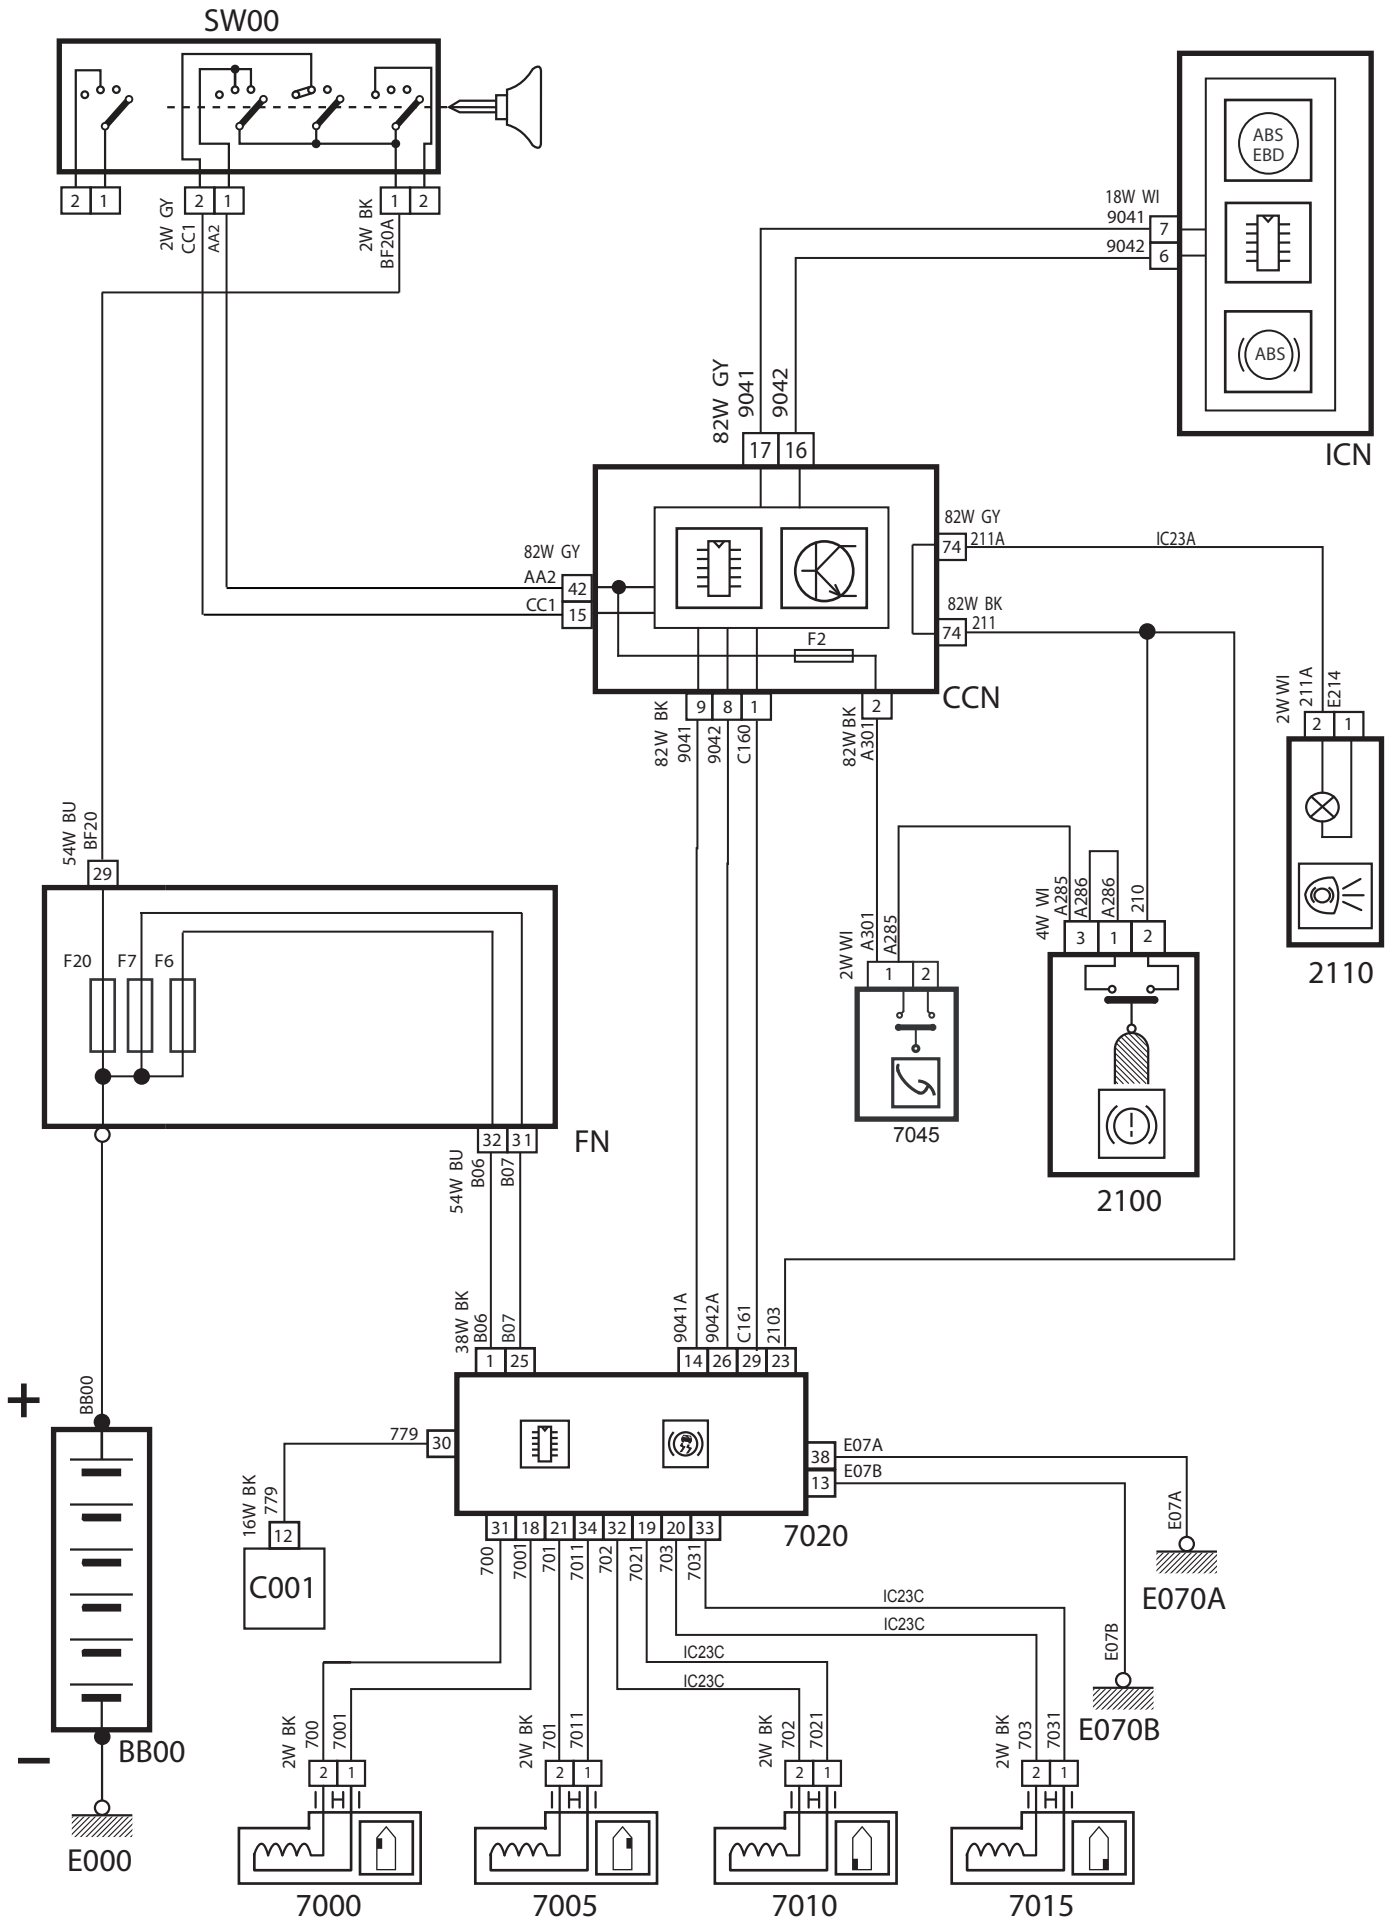 SW00
2 1
2 1
1 2
2W GY
CC1
AA2
2W BK
BF20A
ABS
EBD
ABS
ICN
18W WI
9041
9042
7
6
82W GY
9041
9042
17 16
82W GY
AA2
CC1
42
15
F2
82W GY
74
211A
IC23A
82W BK
74
211
CCN
9 8 1
2
82W BK
9041
9042
C160
82W BK
A301
2W WI
211A
E214
2 1
2110
54W BU
BF20
29
F20
F7
F6
FN
32 31
54W BU
B06
B07
2W WI
A301
A285
1 2
7045
4W WI
A285
A286
A286
210
3 1 2
2100
38W BK
B06
B07
1 25
9041A
9042A
C161
2103
14 26 29 23
+
BB00
779
30
16W BK
779
12
C001
38
E07A
13
E07B
7020
31 18 21 34 32 19 20 33
700
7001
701
7011
702
7021
703
7031
E07A
E070A
E07B
E070B
IC23C
IC23C
IC23C
IC23C
–
BB00
E000
2W BK
700
7001
2 1
7000
2W BK
701
7011
2 1
7005
2W BK
702
7021
2 1
7010
2W BK
703
7031
2 1
7015